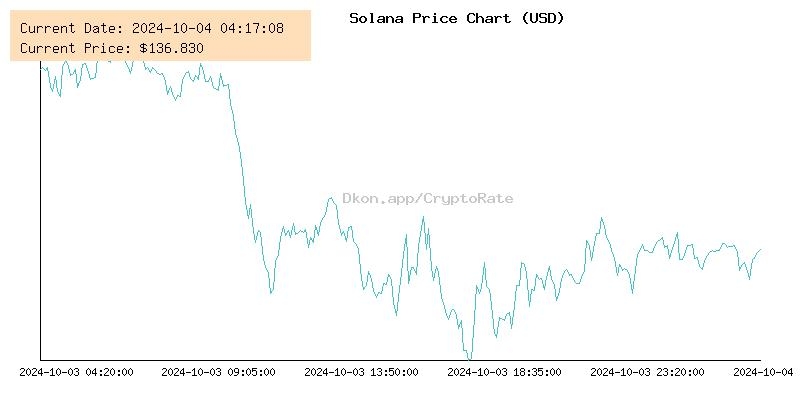 Solana Price Chart (USD)
Current Date: 2024-10-04 04:17:08
Current Price: $136.830
Dkon.app/CryptoRate
2024-10-03 04:20:00 2024-10-03 09:05:00 2024-10-03 13:50:00 2024-10-03 18:35:00 2024-10-03 23:20:00 2024-10-04